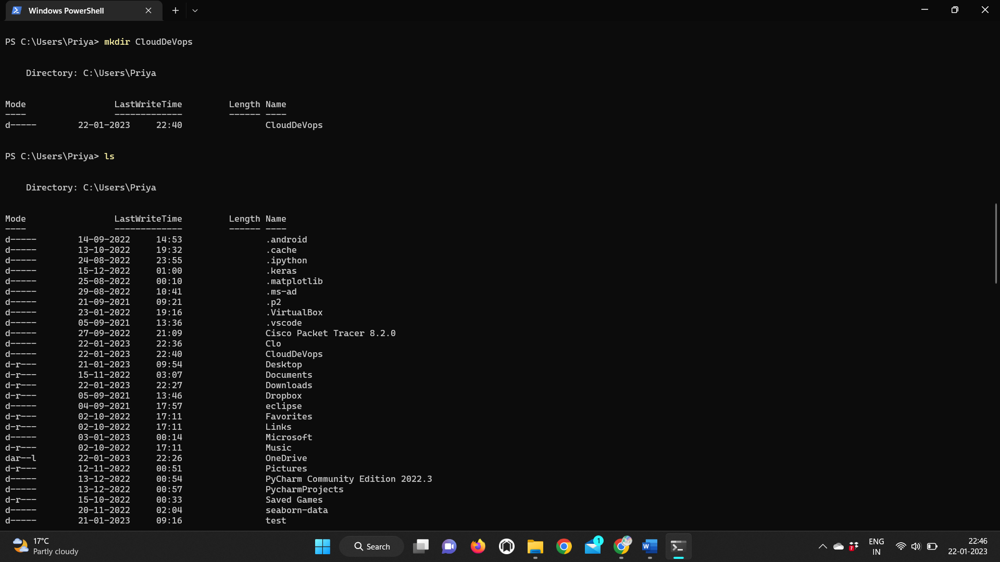 Windows PowerShell
PS C:\Users\Priya> mkdir CloudDeVops
Directory: C:\Users\Priya
Mode LastWriteTime Length Name
---- ------------- ------ ----
d----- 22-01-2023 22:40 CloudDeVops
PS C:\Users\Priya> ls
Directory: C:\Users\Priya
Mode LastWriteTime Length Name
---- ------------- ------ ----
d----- 14-09-2022 14:53 .android
d----- 13-10-2022 19:32 .cache
d----- 24-08-2022 23:55 .ipython
d----- 15-12-2022 01:00 .keras
d----- 25-08-2022 00:10 .matplotlib
d----- 29-08-2022 10:41 .ms-ad
d----- 21-09-2021 09:21 .p2
d----- 23-01-2022 19:16 .VirtualBox
d----- 05-09-2021 13:36 .vscode
d----- 27-09-2022 21:09 Cisco Packet Tracer 8.2.0
d----- 22-01-2023 22:36 Clo
d----- 22-01-2023 22:40 CloudDeVops
d-r--- 21-01-2023 09:54 Desktop
d-r--- 15-11-2022 03:07 Documents
d-r--- 22-01-2023 22:27 Downloads
d-r--- 05-09-2021 13:46 Dropbox
d----- 04-09-2021 17:57 eclipse
d-r--- 02-10-2022 17:11 Favorites
d-r--- 02-10-2022 17:11 Links
d----- 03-01-2023 00:14 Microsoft
d-r--- 02-10-2022 17:11 Music
dar--l 22-01-2023 22:26 OneDrive
d-r--- 12-11-2022 00:51 Pictures
d----- 13-12-2022 00:54 PyCharm Community Edition 2022.3
d----- 13-12-2022 00:57 PycharmProjects
d-r--- 15-10-2022 00:33 Saved Games
d----- 20-11-2022 02:04 seaborn-data
d----- 21-01-2023 09:16 test
17°C
Partly cloudy
Search
1
W
7
ENG
IN
22:46
22-01-2023